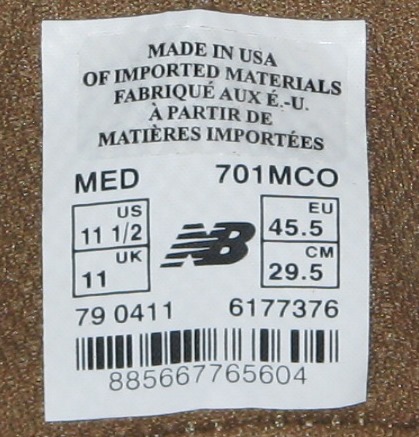 MADE IN USA
OF IMPORTED MATERIALS
FABRIQUÉ AUX É.-U.
À PARTIR DE
MATIÈRES IMPORTÉES
MED 701MCO
US
11 1/2
UK
11
NB
EU
45.5
CM
29.5
79 0411 6177376
885667765604